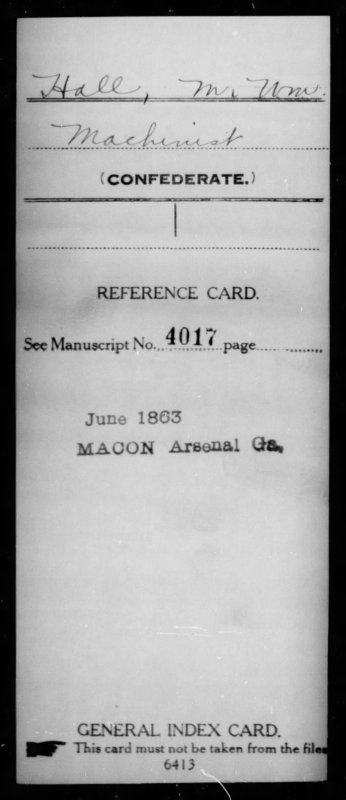 Hall, Mr. Wm.
Machinist
(CONFEDERATE.)
REFERENCE CARD.
See Manuscript No. 4017 page
June 1863
MACON Arsenal Ga.
GENERAL INDEX CARD.
This card must not be taken from the files
6413